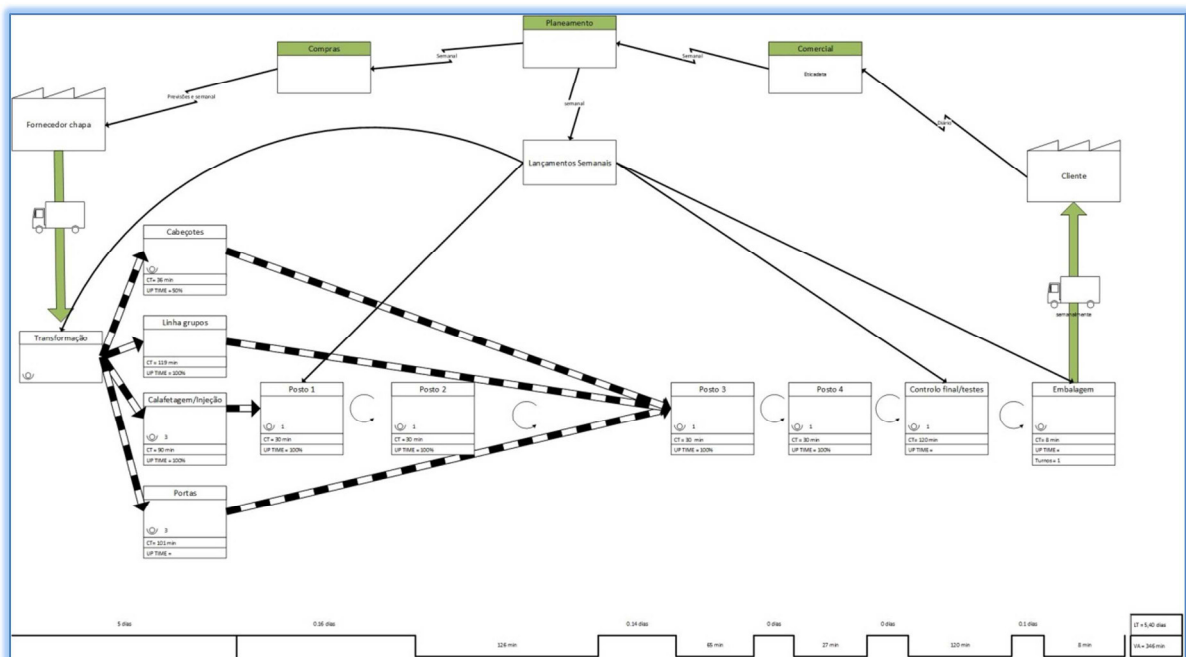 Planeamento
Compras
Comercial
Encadata
Semanal
Semanal
Previsões e semanal
semanal
Diário
Fornecedor chapa
Lançamentos Semanais
Cliente
Cabeçotes
CT= 36 min
UP TIME = 50%
semanalmente
Transformação
Linha grupos
CT = 119 min
UP TIME = 100%
Calafetagem/Injeção
3
CT= 90 min
UP TIME = 100%
Posto 1
1
CT = 30 min
UP TIME = 100%
Posto 2
1
CT = 30 min
UP TIME = 100%
Posto 3
1
CT= 30 min
UP TIME = 100%
Posto 4
1
CT = 30 min
UP TIME = 100%
Controlo final/testes
1
CT= 120 min
UP TIME =
Embalagem
1
CT= 8 min
UP TIME =
Turnos = 1
Portas
3
CT= 101 min
UP TIME =
5 dias
0.16 dias
0.14 dias
0 dias
0 dias
0.1 dias
LT = 5,40 dias
126 min
65 min
27 min
120 min
8 min
VA = 346 min